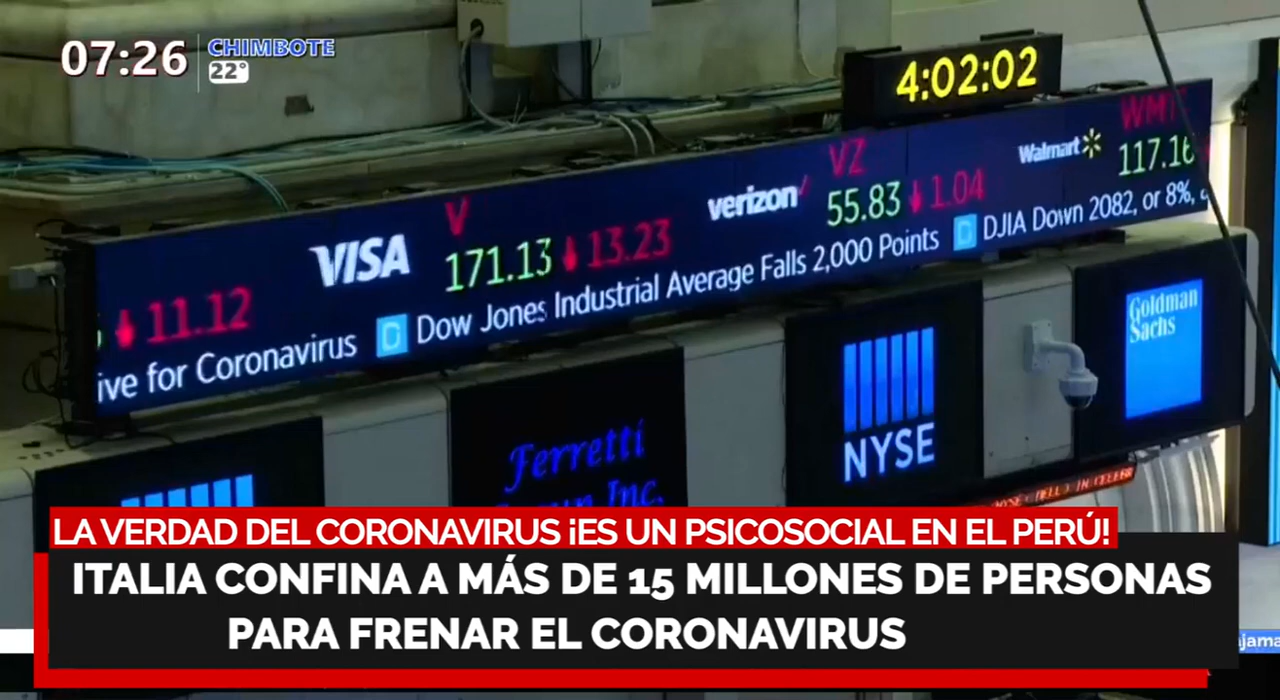 07:26
CHIMBOTE
22°
4:02:02
11.12
VISA V 171.13 13.23
verizon VZ 55.83 1.04
Walmart WMT 117.16
ive for Coronavirus
Dow Jones Industrial Average Falls 2,000 Points
DJIA Down 2082, or 8%,
Ferretti
Inc.
NYSE
Goldman
Sachs
LA VERDAD DEL CORONAVIRUS ¡ES UN PSICOSOCIAL EN EL PERÚ!
ITALIA CONFINA A MÁS DE 15 MILLONES DE PERSONAS
PARA FRENAR EL CORONAVIRUS